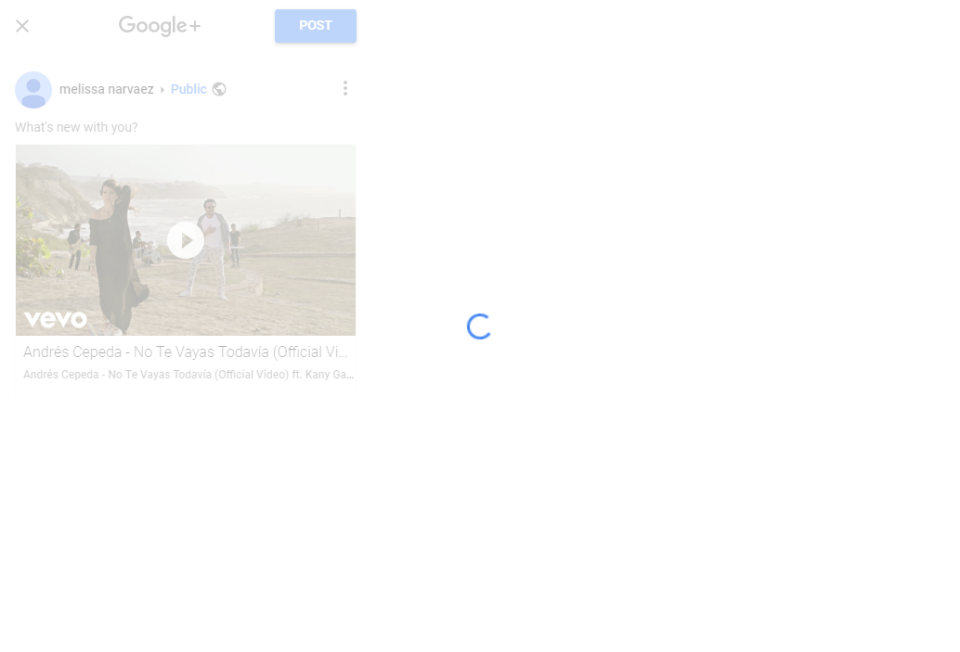 Google+
POST
melissa narvaez › Public
What's new with you?
vevo
Andrés Cepeda - No Te Vayas Todavía (Official Vi...
Andrés Cepeda - No Te Vayas Todavía (Official Video) ft. Kany Ga...